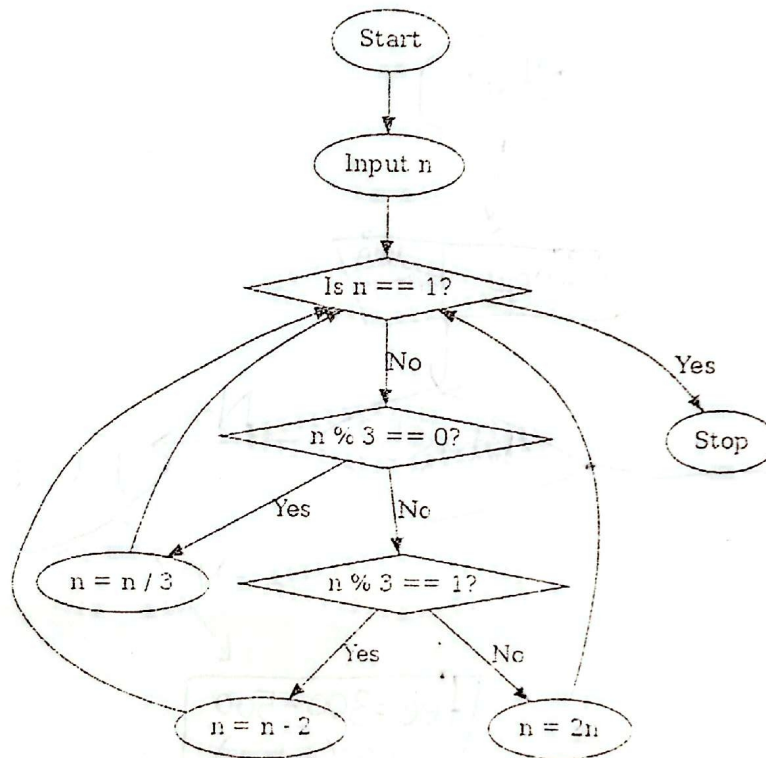 Start
Input n
Is n == 1?
No
Yes
n % 3 == 0?
Stop
Yes
No
n = n / 3
n % 3 == 1?
Yes
No
n = n - 2
n = 2n